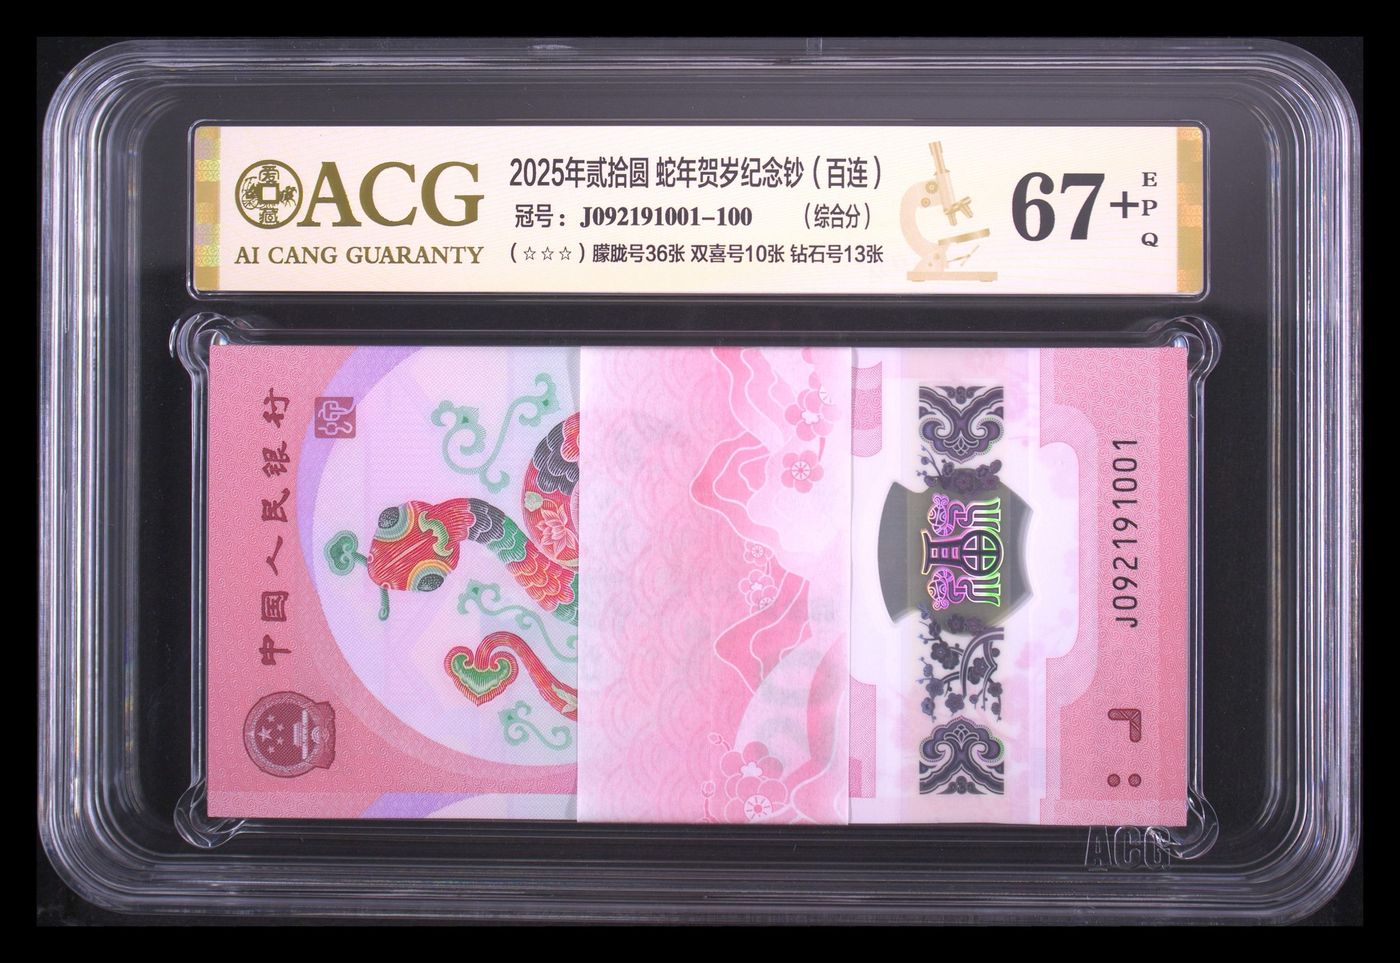 ACG
AI CANG GUARANTY
2025年贰拾圆 蛇年贺岁纪念钞（百连）
冠号： J092191001-100 （综合分）
（☆☆☆）朦胧号36张 双喜号10张 钻石号13张
67+
EPQ
中国人民银行
J092191001
ACG